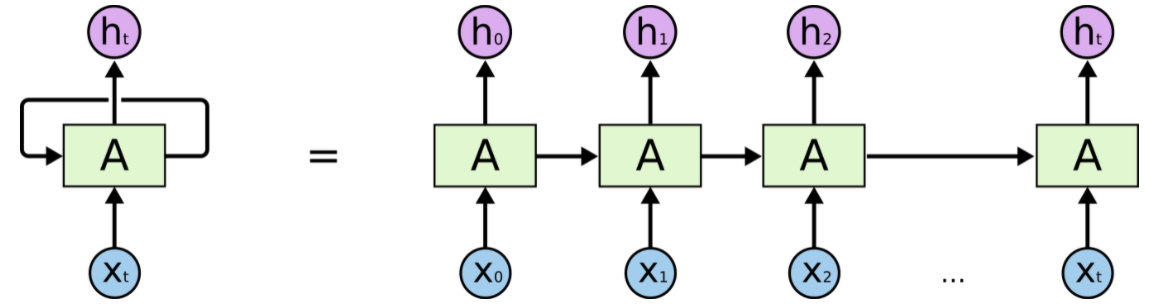 hₜ h₀ h₁ h₂ hₜ
A = A A A A
xₜ x₀ x₁ x₂ ... xₜ